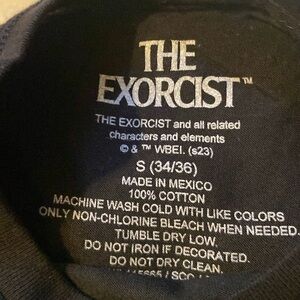 THE
EXORCIST™
THE EXORCIST and all related
characters and elements
© & ™ WBEI. (s23)
S (34/36)
MADE IN MEXICO
100% COTTON
MACHINE WASH COLD WITH LIKE COLORS
ONLY NON-CHLORINE BLEACH WHEN NEEDED.
TUMBLE DRY LOW.
DO NOT IRON IF DECORATED.
DO NOT DRY CLEAN.